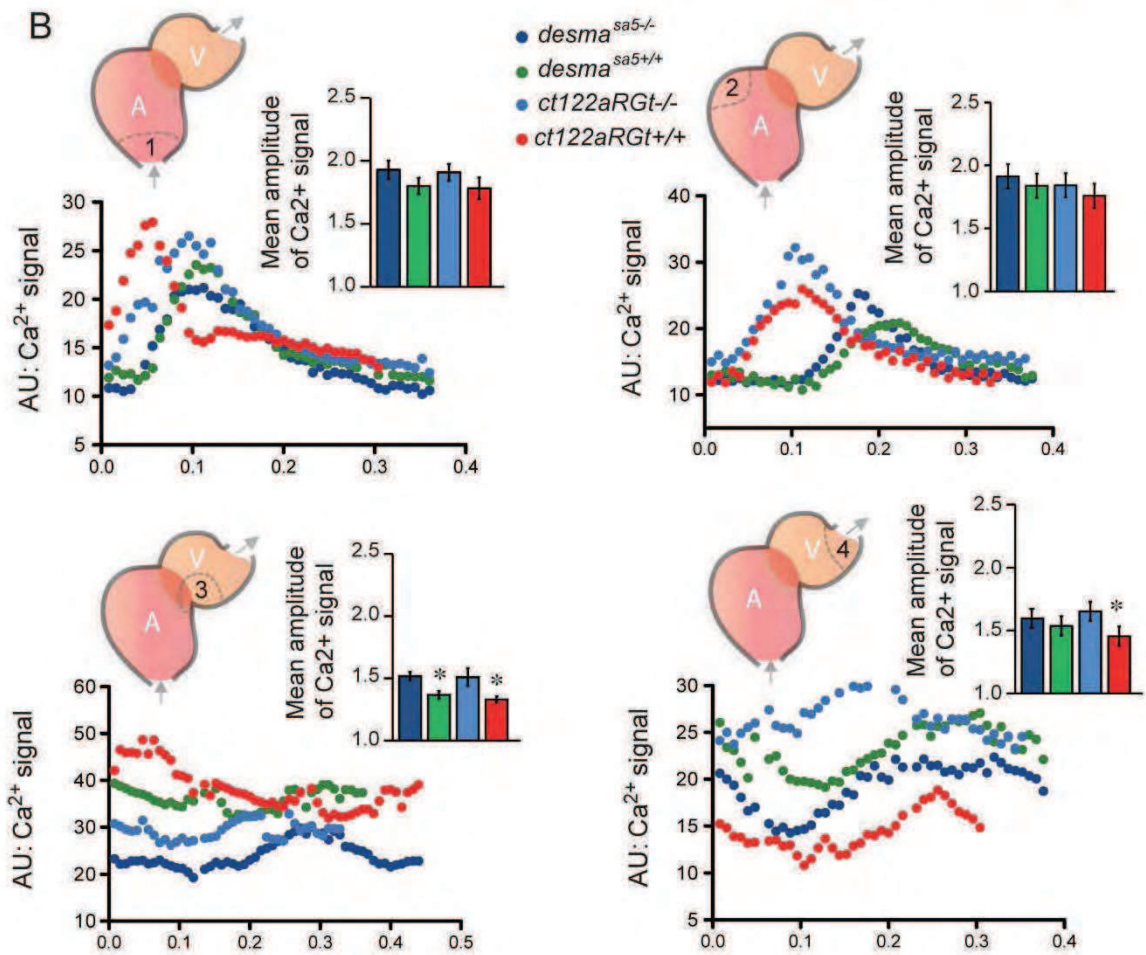 B
desma^sa5-/-
desma^sa5+/+
ct122aRGt-/-
ct122aRGt+/+
V
A
1
Mean amplitude
of Ca2+ signal
2.5
2.0
1.5
1.0
AU: Ca²⁺ signal
30
25
20
15
10
5
0.0 0.1 0.2 0.3 0.4
V
2
A
Mean amplitude
of Ca2+ signal
2.5
2.0
1.5
1.0
AU: Ca²⁺ signal
40
30
20
10
0.0 0.1 0.2 0.3 0.4
V
3
A
Mean amplitude
of Ca2+ signal
2.5
2.0
1.5
1.0
* *
AU: Ca²⁺ signal
60
50
40
30
20
10
0.0 0.1 0.2 0.3 0.4 0.5
V 4
A
Mean amplitude
of Ca2+ signal
2.5
2.0
1.5
1.0
*
AU: Ca²⁺ signal
30
25
20
15
10
5
0.0 0.1 0.2 0.3 0.4